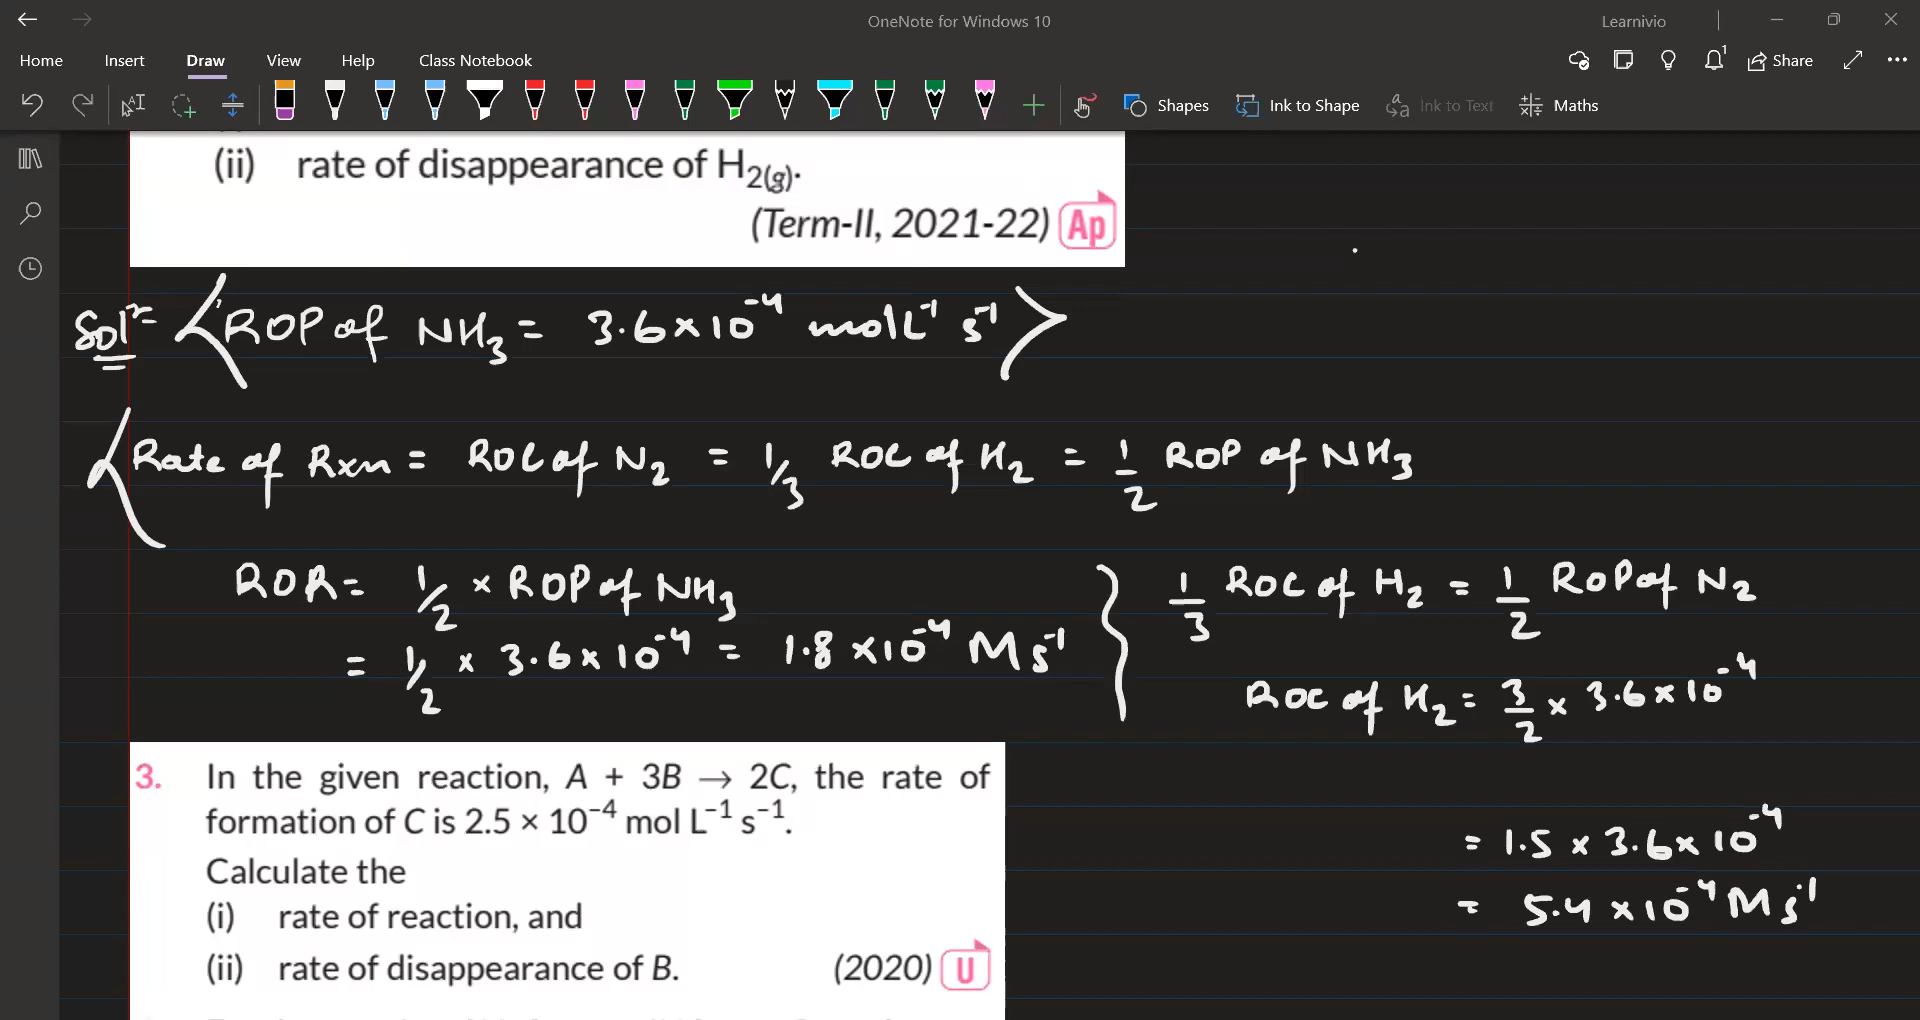 OneNote for Windows 10
Learnivio
Home Insert Draw View Help Class Notebook
1 Share
Shapes Ink to Shape Ink to Text Maths
(ii) rate of disappearance of H2(g).
(Term-II, 2021-22) Ap
Solⁿ ROP of NH3 = 3.6 × 10⁻⁴ mol L⁻¹ s⁻¹
Rate of Rxn = ROC of N2 = 1/3 ROC of H2 = 1/2 ROP of NH3
ROR = 1/2 × ROP of NH3
= 1/2 × 3.6 × 10⁻⁴ = 1.8 × 10⁻⁴ M s⁻¹
1/3 ROC of H2 = 1/2 ROP of N2
ROC of H2 = 3/2 × 3.6 × 10⁻⁴
= 1.5 × 3.6 × 10⁻⁴
= 5.4 × 10⁻⁴ M s⁻¹
3. In the given reaction, A + 3B → 2C, the rate of
formation of C is 2.5 × 10⁻⁴ mol L⁻¹ s⁻¹.
Calculate the
(i) rate of reaction, and
(ii) rate of disappearance of B. (2020) U